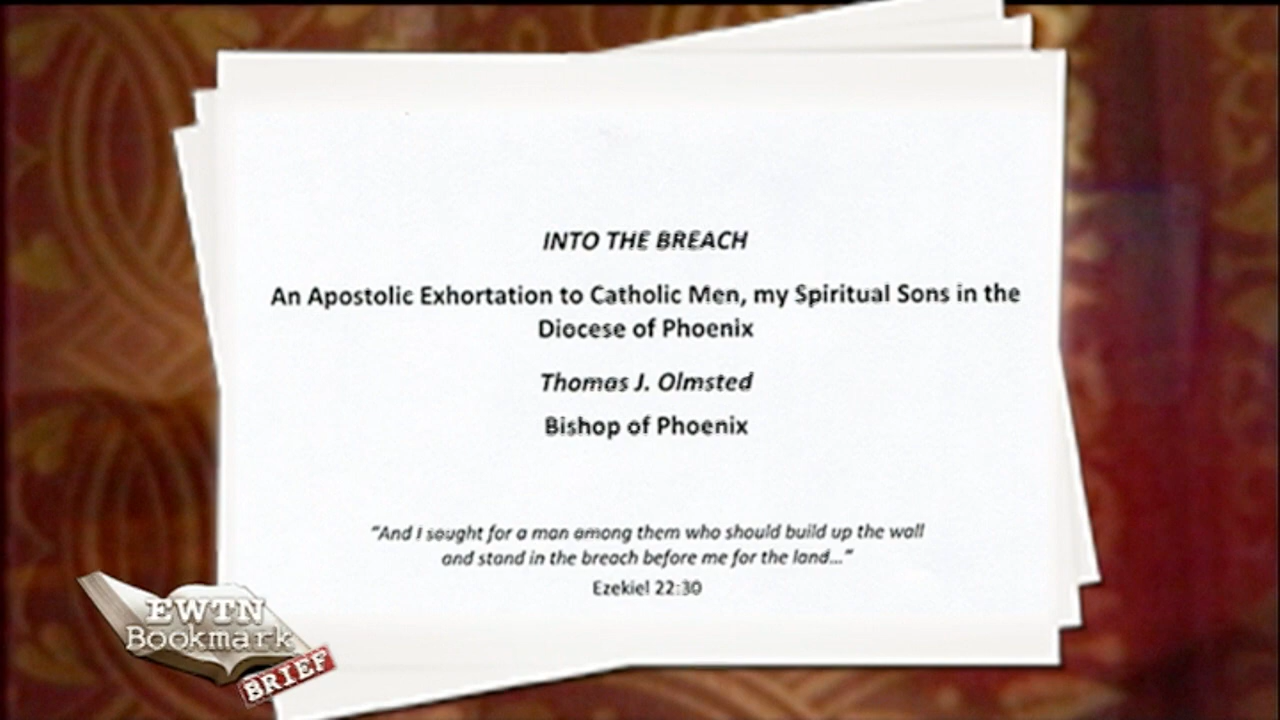 INTO THE BREACH
An Apostolic Exhortation to Catholic Men, my Spiritual Sons in the
Diocese of Phoenix
Thomas J. Olmsted
Bishop of Phoenix
“And I sought for a man among them who should build up the wall
and stand in the breach before me for the land...”
Ezekiel 22:30
EWTN
Bookmark
BRIEF